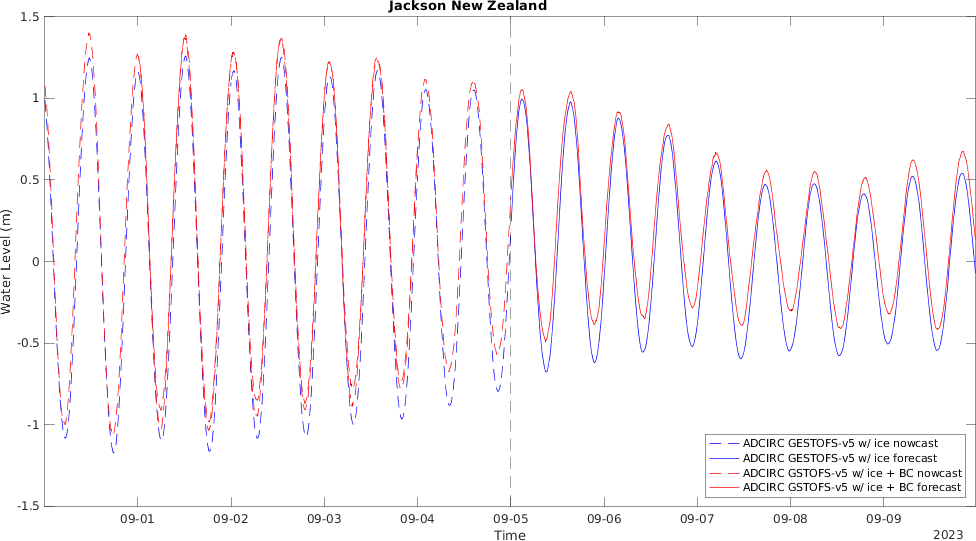 Jackson New Zealand
1.5
1
0.5
0
-0.5
-1
-1.5
Water Level (m)
09-01 09-02 09-03 09-04 09-05 09-06 09-07 09-08 09-09
Time
2023
ADCIRC GESTOFS-v5 w/ ice nowcast
ADCIRC GESTOFS-v5 w/ ice forecast
ADCIRC GSTOFS-v5 w/ ice + BC nowcast
ADCIRC GSTOFS-v5 w/ ice + BC forecast